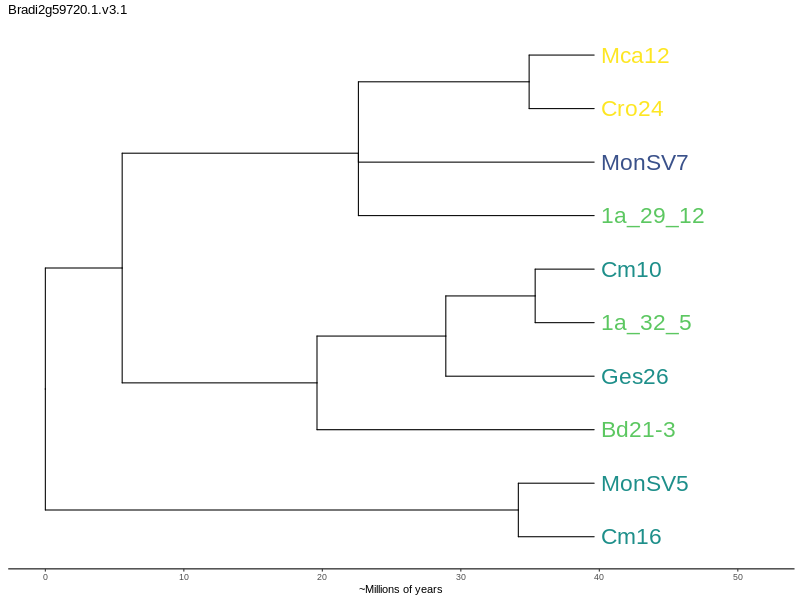 Bradi2g59720.1.v3.1
Mca12
Cro24
MonSV7
1a_29_12
Cm10
1a_32_5
Ges26
Bd21-3
MonSV5
Cm16
0 10 20 30 40 50
~Millions of years